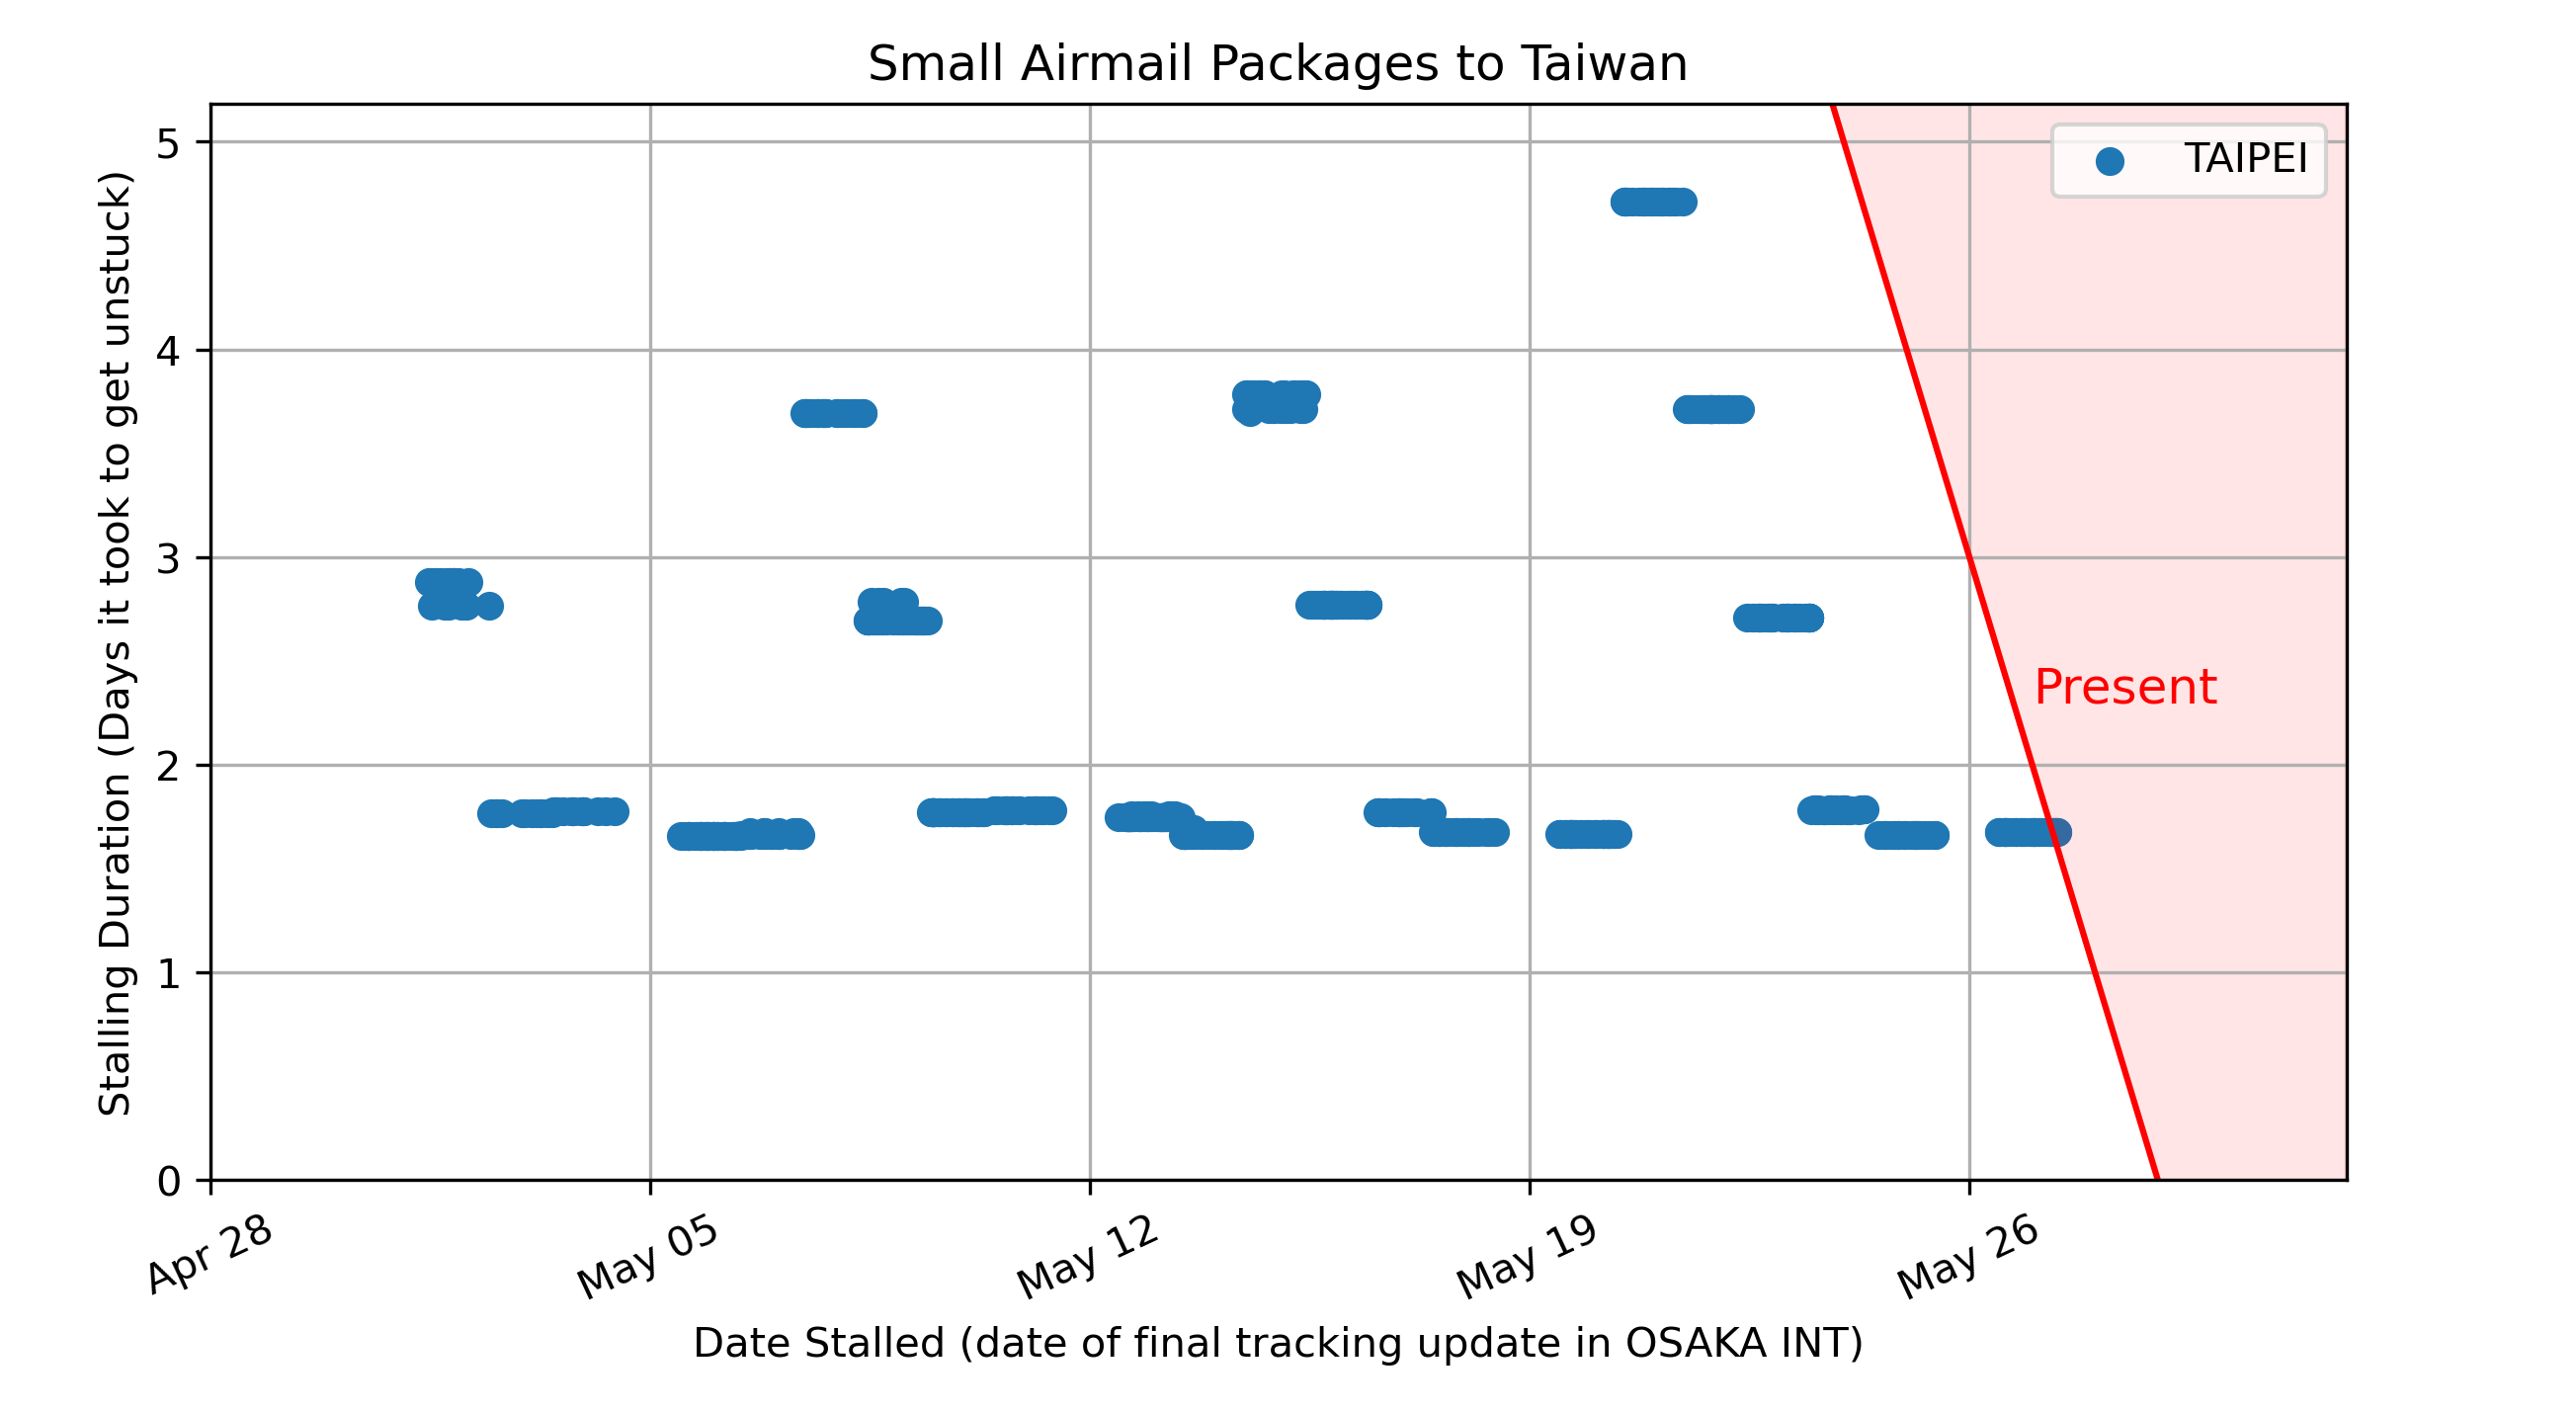 Small Airmail Packages to Taiwan
Stalling Duration (Days it took to get unstuck)
5
4
3
2
1
0
TAIPEI
Present
Apr 28
May 05
May 12
May 19
May 26
Date Stalled (date of final tracking update in OSAKA INT)